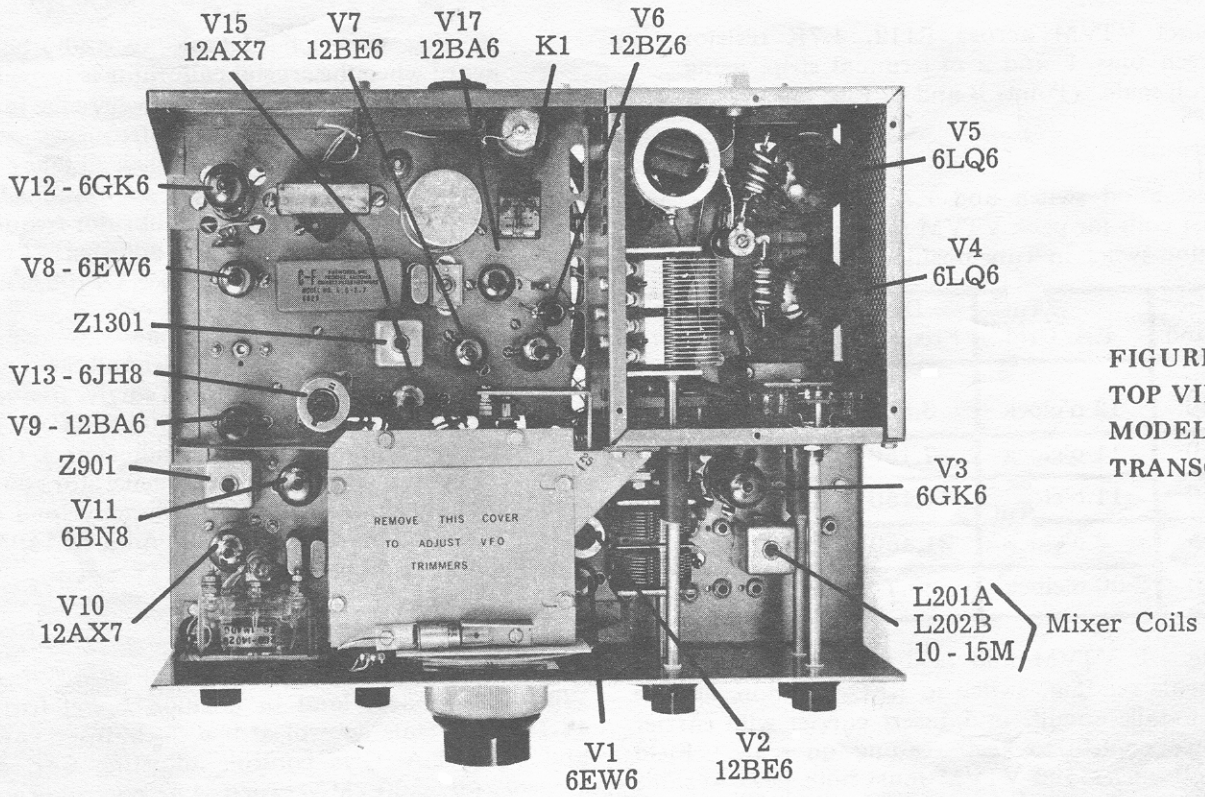 V15
12AX7
V7
12BE6
V17
12BA6
K1
V6
12BZ6
V5
6LQ6
V12 - 6GK6
V4
6LQ6
V8 - 6EW6
Z1301
V13 - 6JH8
FIGURE
TOP VIE
MODEL
TRANSC
V9 - 12BA6
Z901
V3
6GK6
V11
6BN8
REMOVE THIS COVER
TO ADJUST VFO
TRIMMERS
V10
12AX7
L201A
L202B
10 - 15M
Mixer Coils
V2
12BE6
V1
6EW6